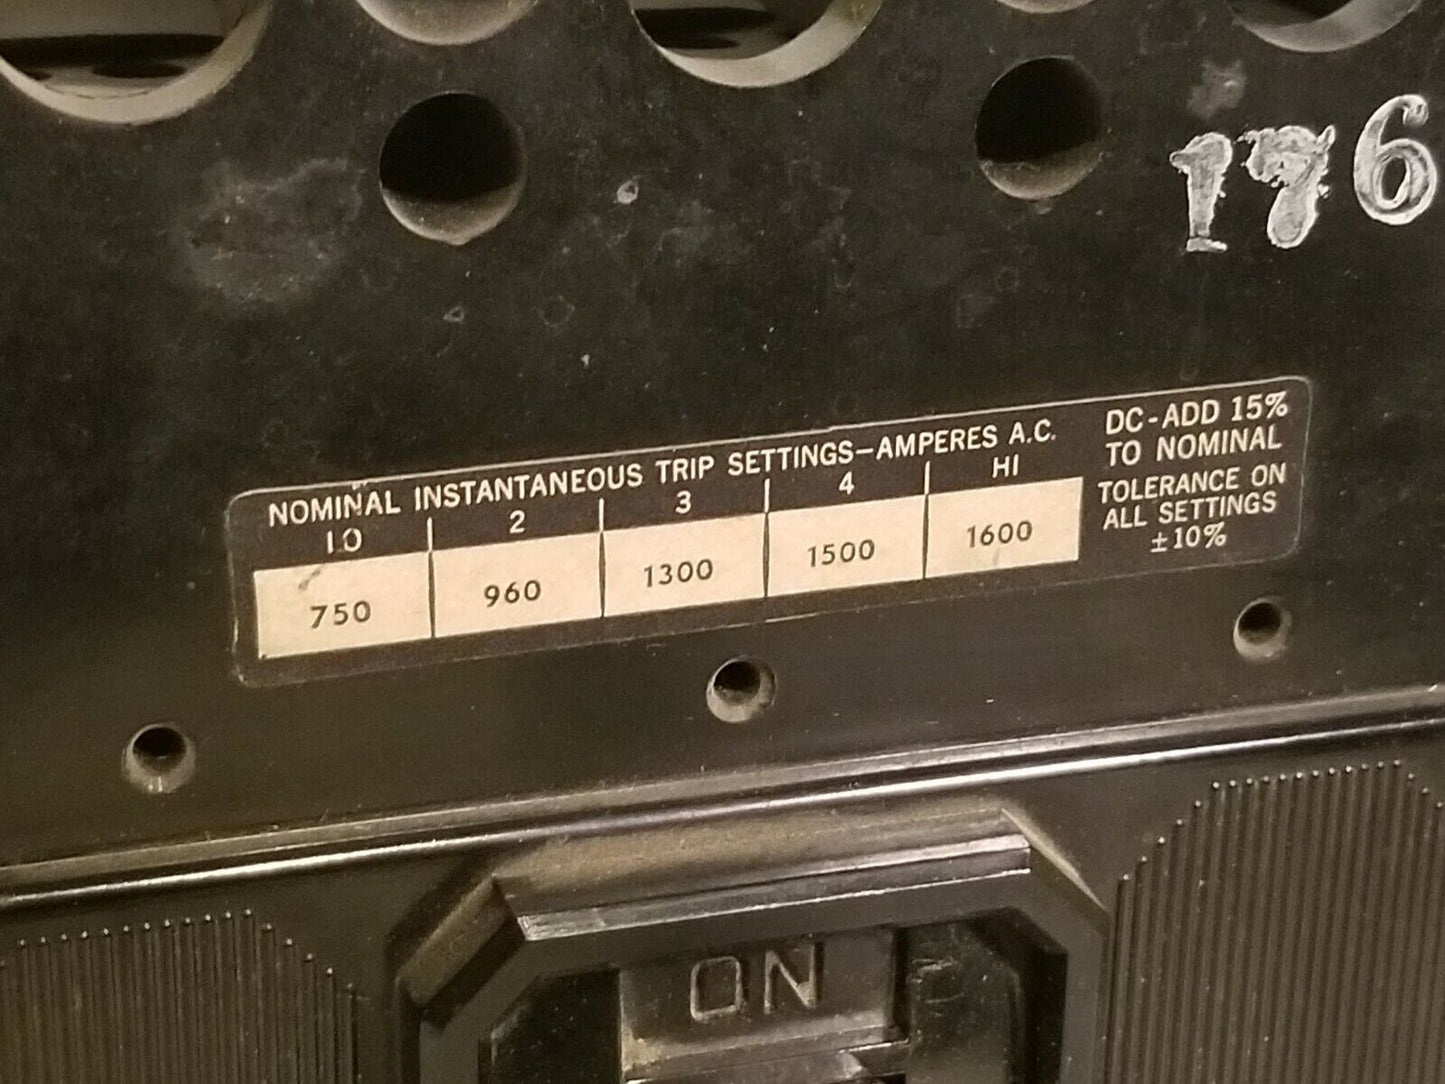 176
NOMINAL INSTANTANEOUS TRIP SETTINGS–AMPERES A.C.
LO 2 3 4 HI
750 960 1300 1500 1600
DC-ADD 15%
TO NOMINAL
TOLERANCE ON
ALL SETTINGS
±10%
ON